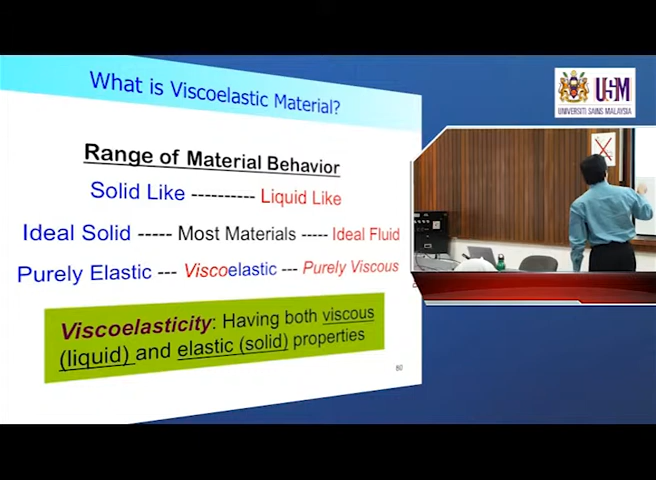 What is Viscoelastic Material?
USM
UNIVERSITI SAINS MALAYSIA
Range of Material Behavior
Solid Like ---------- Liquid Like
Ideal Solid ----- Most Materials ----- Ideal Fluid
Purely Elastic --- Viscoelastic --- Purely Viscous
Viscoelasticity: Having both viscous
(liquid) and elastic (solid) properties
60